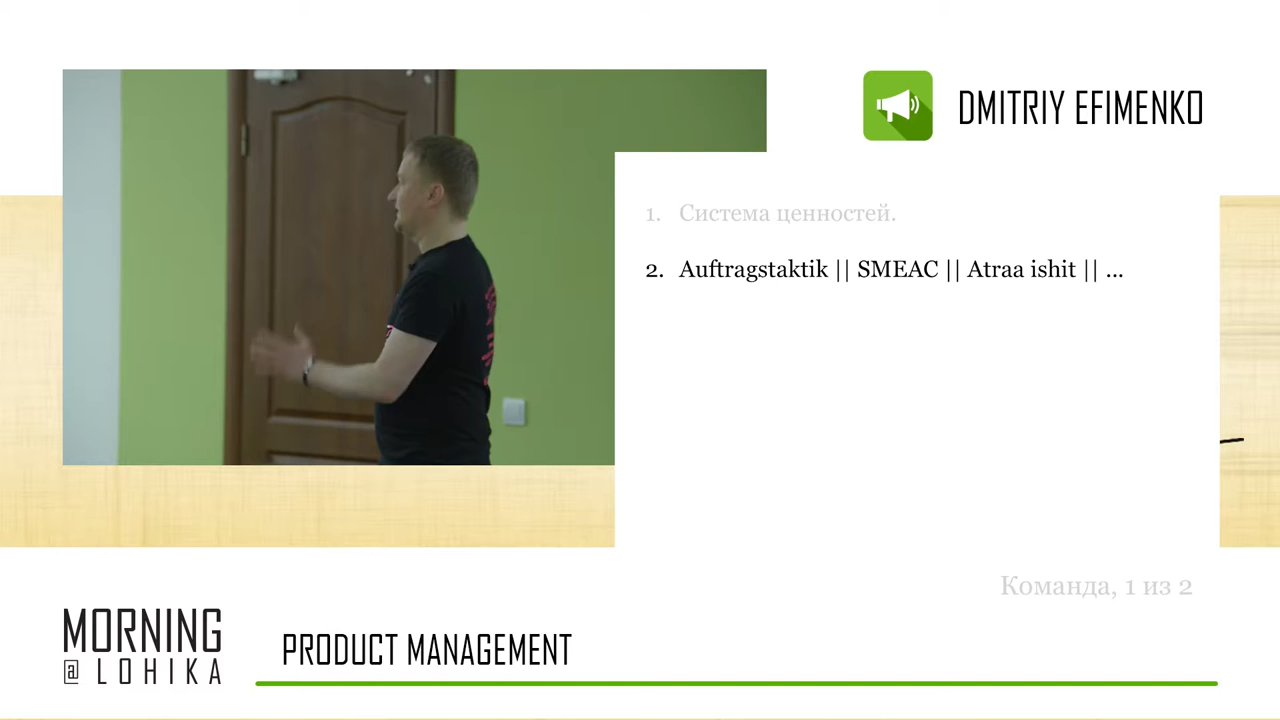 DMITRIY EFIMENKO
1. Система ценностей.
2. Auftragstaktik || SMEAC || Atraa ishit || ...
Команда, 1 из 2
MORNING
@ LOHIKA
PRODUCT MANAGEMENT